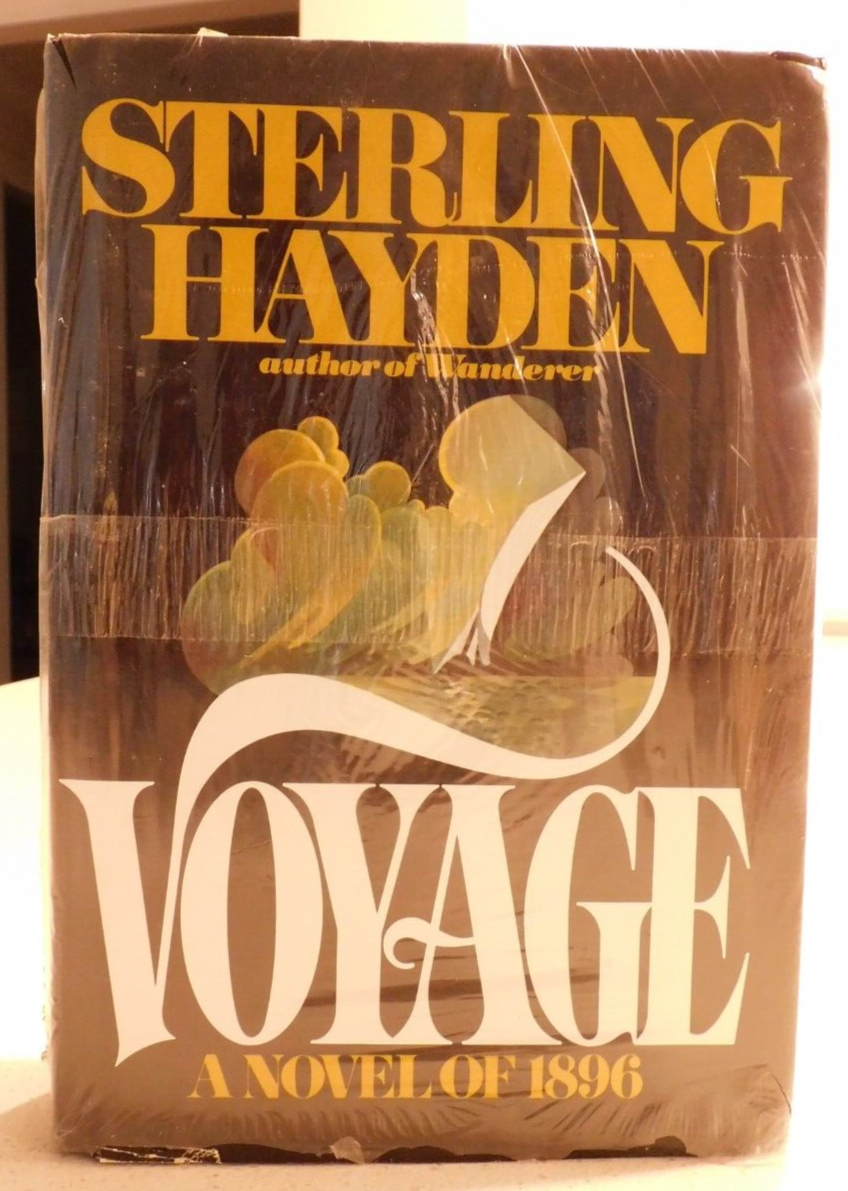 STERLING
HAYDEN
author of Wanderer
VOYAGE
A NOVEL OF 1896